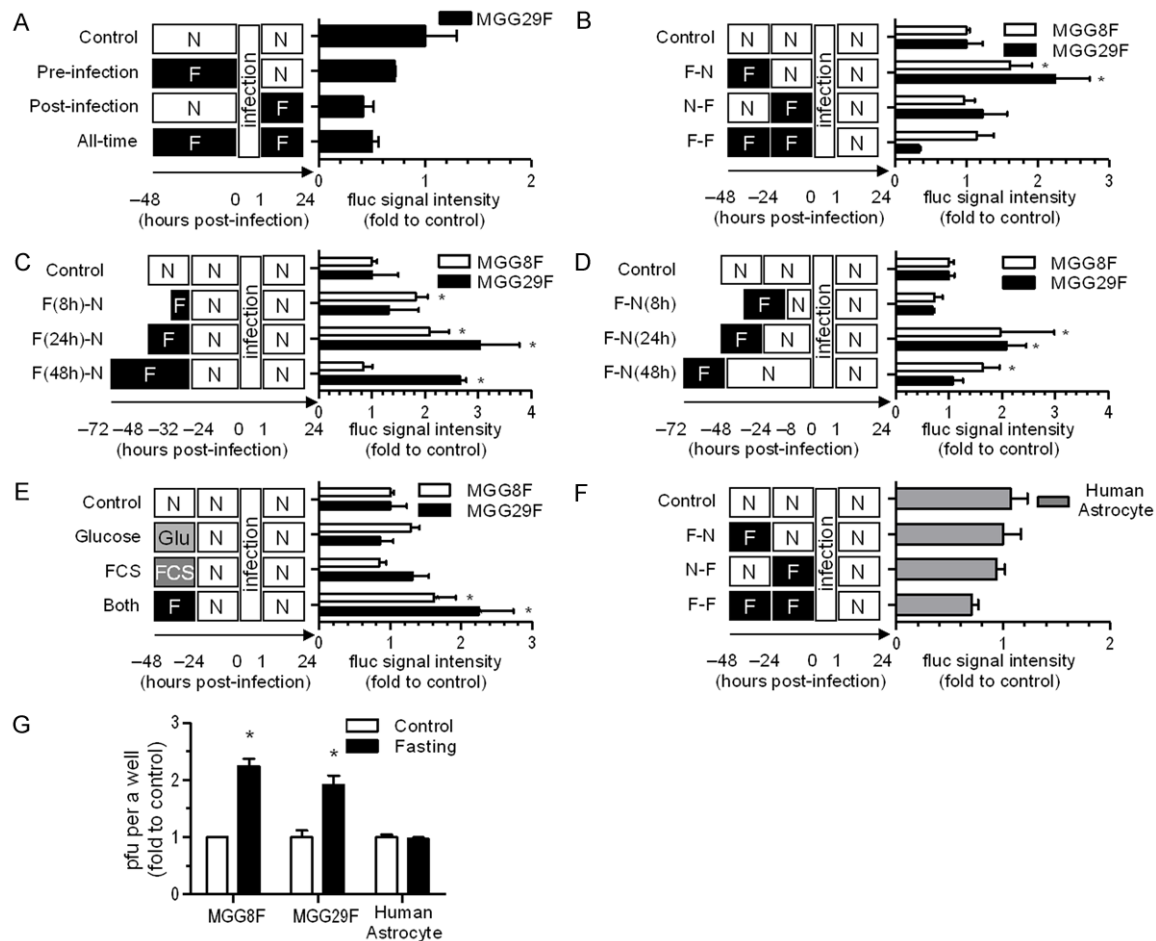 A
MGG29F
Control N N
Pre-infection F N
Post-infection N F
All-time F F
infection
0 1 2
–48 0 1 24
(hours post-infection)
fluc signal intensity
(fold to control)
B
MGG8F
MGG29F
Control N N N
F-N F N N *
*
N-F N F N
F-F F F N
infection
0 1 2 3
–48 –24 0 1 24
(hours post-infection)
fluc signal intensity
(fold to control)
C
MGG8F
MGG29F
Control N N N
F(8h)-N F N N *
F(24h)-N F N N *
*
F(48h)-N F N N
*
infection
0 1 2 3 4
–72 –48 –32 –24 0 1 24
(hours post-infection)
fluc signal intensity
(fold to control)
D
MGG8F
MGG29F
Control N N N
F-N(8h) F N N
F-N(24h) F N N *
*
F-N(48h) F N N *
infection
0 1 2 3 4
–72 –48 –24 –8 0 1 24
(hours post-infection)
fluc signal intensity
(fold to control)
E
MGG8F
MGG29F
Control N N N
Glucose Glu N N
FCS FCS N N
Both F N N *
*
infection
0 1 2 3
–48 –24 0 1 24
(hours post-infection)
fluc signal intensity
(fold to control)
F
Human
Astrocyte
Control N N N
F-N F N N
N-F N F N
F-F F F N
infection
0 1 2
–48 –24 0 1 24
(hours post-infection)
fluc signal intensity
(fold to control)
G
Control
Fasting
pfu per a well
(fold to control)
3
2
1
0
* *
MGG8F MGG29F Human
Astrocyte